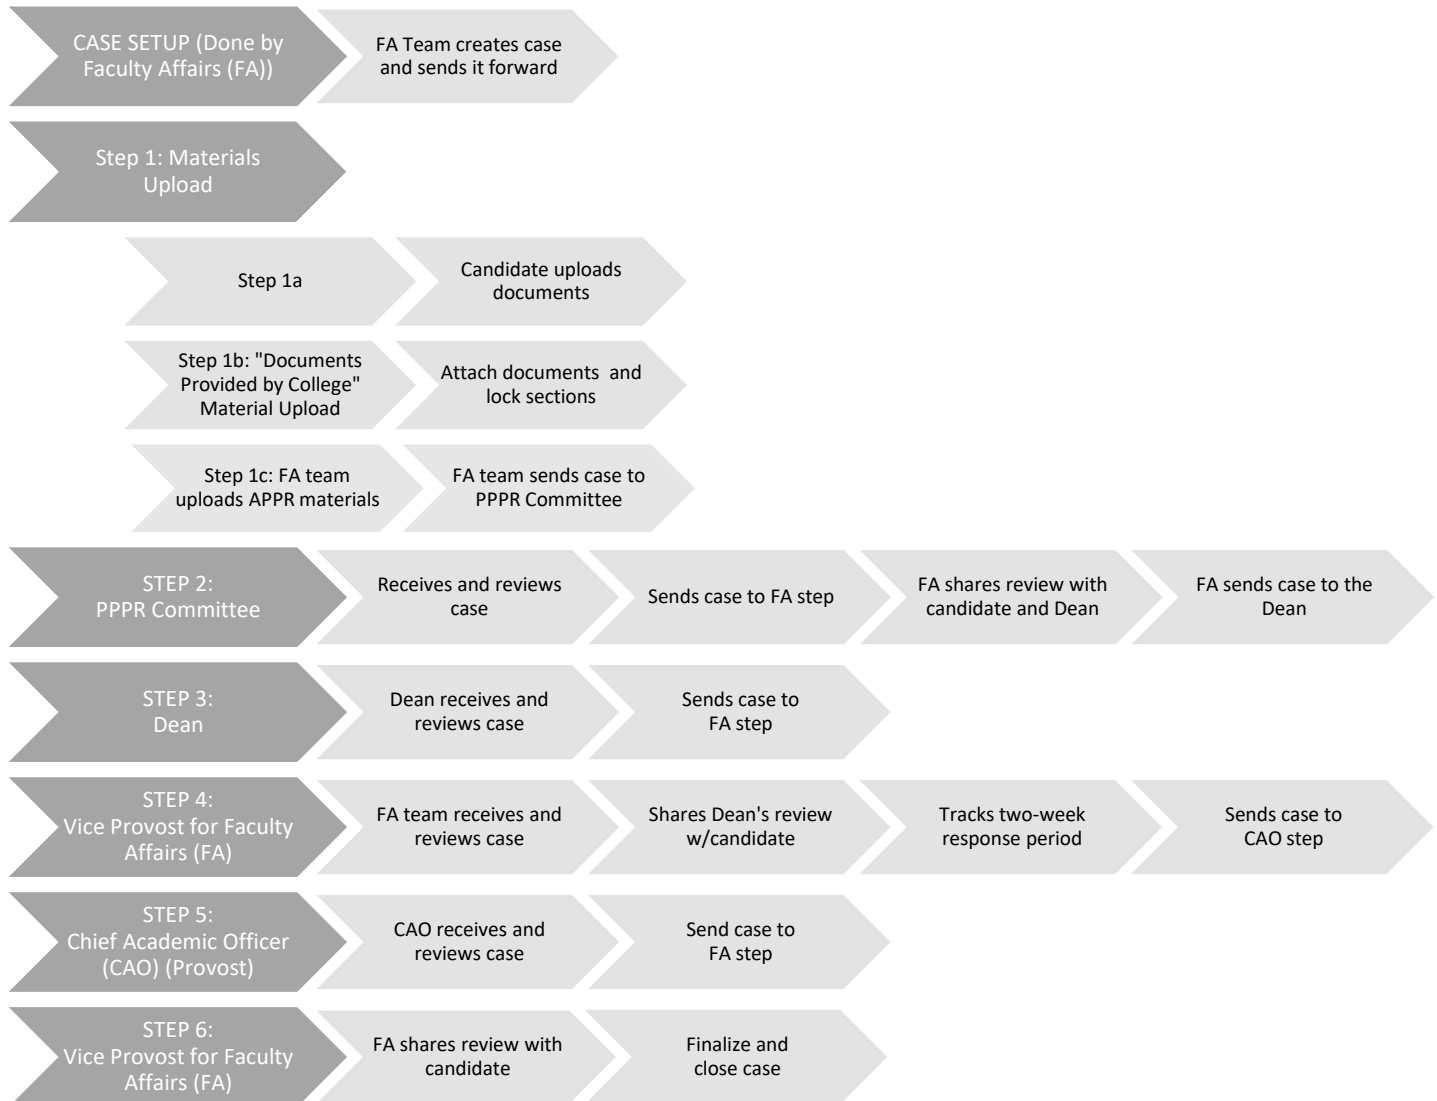 CASE SETUP (Done by
Faculty Affairs (FA))
FA Team creates case
and sends it forward
Step 1: Materials
Upload
Step 1a
Candidate uploads
documents
Step 1b: "Documents
Provided by College"
Material Upload
Attach documents and
lock sections
Step 1c: FA team
uploads APPR materials
FA team sends case to
PPPR Committee
STEP 2:
PPPR Committee
Receives and reviews
case
Sends case to FA step
FA shares review with
candidate and Dean
FA sends case to the
Dean
STEP 3:
Dean
Dean receives and
reviews case
Sends case to
FA step
STEP 4:
Vice Provost for Faculty
Affairs (FA)
FA team receives and
reviews case
Shares Dean's review
w/candidate
Tracks two-week
response period
Sends case to
CAO step
STEP 5:
Chief Academic Officer
(CAO) (Provost)
CAO receives and
reviews case
Send case to
FA step
STEP 6:
Vice Provost for Faculty
Affairs (FA)
FA shares review with
candidate
Finalize and
close case